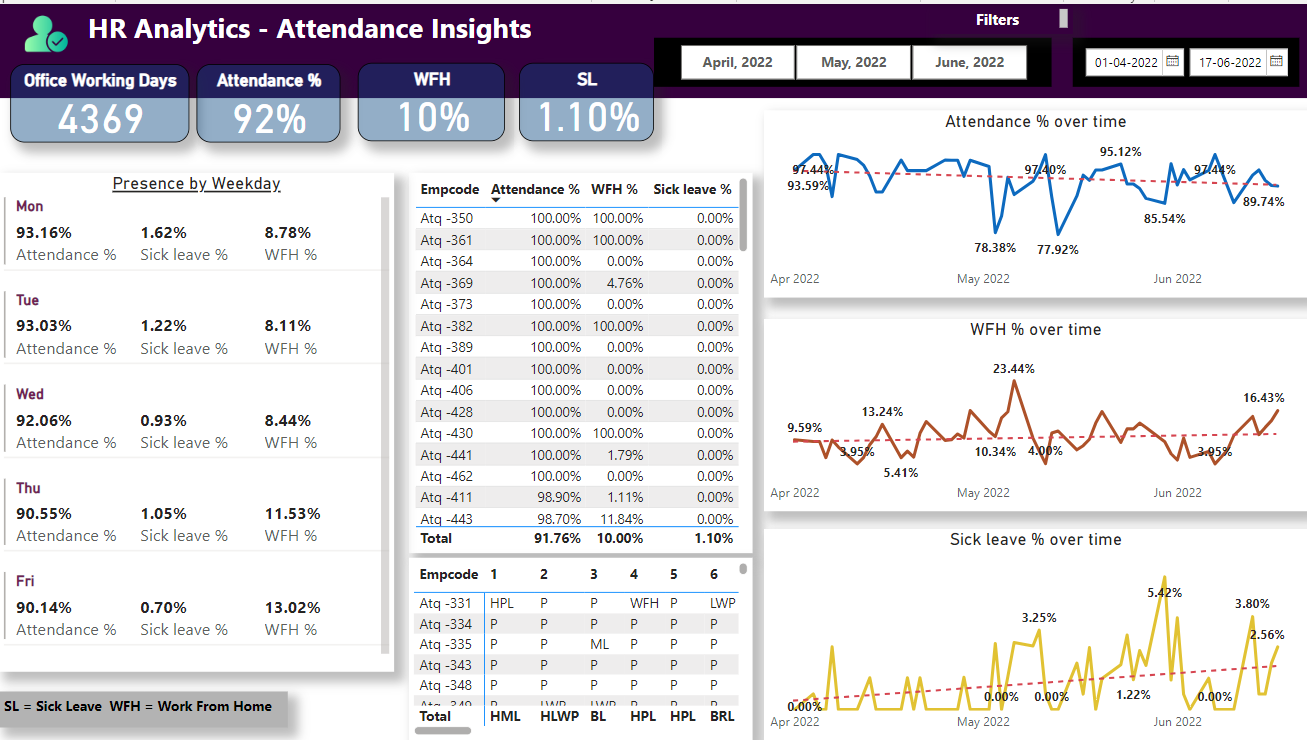 HR Analytics - Attendance Insights
Filters
April, 2022 May, 2022 June, 2022
01-04-2022 17-06-2022
Office Working Days
4369
Attendance %
92%
WFH
10%
SL
1.10%
Presence by Weekday
Mon
93.16% 1.62% 8.78%
Attendance % Sick leave % WFH %
Tue
93.03% 1.22% 8.11%
Attendance % Sick leave % WFH %
Wed
92.06% 0.93% 8.44%
Attendance % Sick leave % WFH %
Thu
90.55% 1.05% 11.53%
Attendance % Sick leave % WFH %
Fri
90.14% 0.70% 13.02%
Attendance % Sick leave % WFH %
SL = Sick Leave WFH = Work From Home
Empcode Attendance % WFH % Sick leave %
Atq -350 100.00% 100.00% 0.00%
Atq -361 100.00% 100.00% 0.00%
Atq -364 100.00% 0.00% 0.00%
Atq -369 100.00% 4.76% 0.00%
Atq -373 100.00% 0.00% 0.00%
Atq -382 100.00% 100.00% 0.00%
Atq -389 100.00% 0.00% 0.00%
Atq -401 100.00% 0.00% 0.00%
Atq -406 100.00% 0.00% 0.00%
Atq -428 100.00% 0.00% 0.00%
Atq -430 100.00% 100.00% 0.00%
Atq -441 100.00% 1.79% 0.00%
Atq -462 100.00% 0.00% 0.00%
Atq -411 98.90% 1.11% 0.00%
Atq -443 98.70% 11.84% 0.00%
Total 91.76% 10.00% 1.10%
Empcode 1 2 3 4 5 6
Atq -331 HPL P P WFH P LWP
Atq -334 P P P P P P
Atq -335 P P ML P P P
Atq -343 P P P P P P
Atq -348 P P P P P P
Total HML HLWP BL HPL HPL BRL
Attendance % over time
97.44%
93.59%
78.38%
97.40%
77.92%
95.12%
85.54%
97.44%
89.74%
Apr 2022 May 2022 Jun 2022
WFH % over time
9.59%
3.95%
13.24%
5.41%
10.34%
23.44%
4.00%
3.95%
16.43%
Apr 2022 May 2022 Jun 2022
Sick leave % over time
0.00%
0.00%
3.25%
0.00%
1.22%
5.42%
0.00%
3.80%
2.56%
Apr 2022 May 2022 Jun 2022